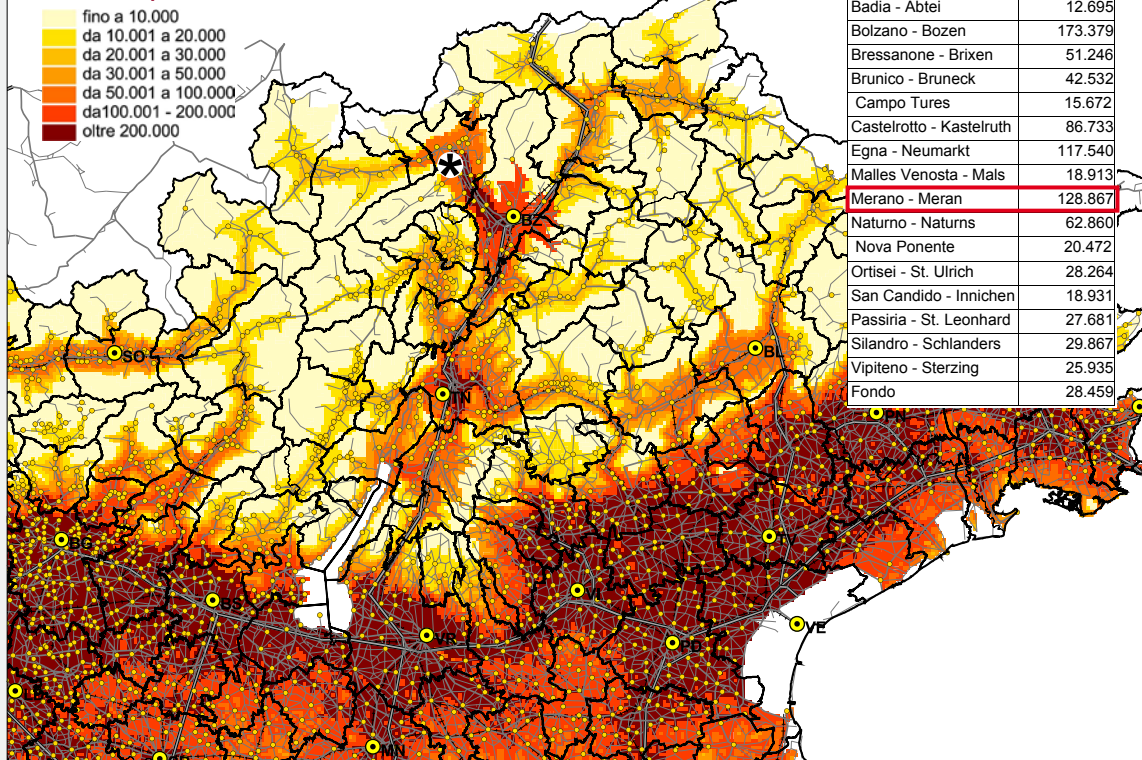 fino a 10.000
da 10.001 a 20.000
da 20.001 a 30.000
da 30.001 a 50.000
da 50.001 a 100.000
da100.001 - 200.000
oltre 200.000
Badia - Abtei 12.695
Bolzano - Bozen 173.379
Bressanone - Brixen 51.246
Brunico - Bruneck 42.532
Campo Tures 15.672
Castelrotto - Kastelruth 86.733
Egna - Neumarkt 117.540
Malles Venosta - Mals 18.913
Merano - Meran 128.867
Naturno - Naturns 62.860
Nova Ponente 20.472
Ortisei - St. Ulrich 28.264
San Candido - Innichen 18.931
Passiria - St. Leonhard 27.681
Silandro - Schlanders 29.867
Vipiteno - Sterzing 25.935
Fondo 28.459
*
BZ
SO
BL
TN
PN
BG
TV
VI
BS
VE
VR
PD
MN